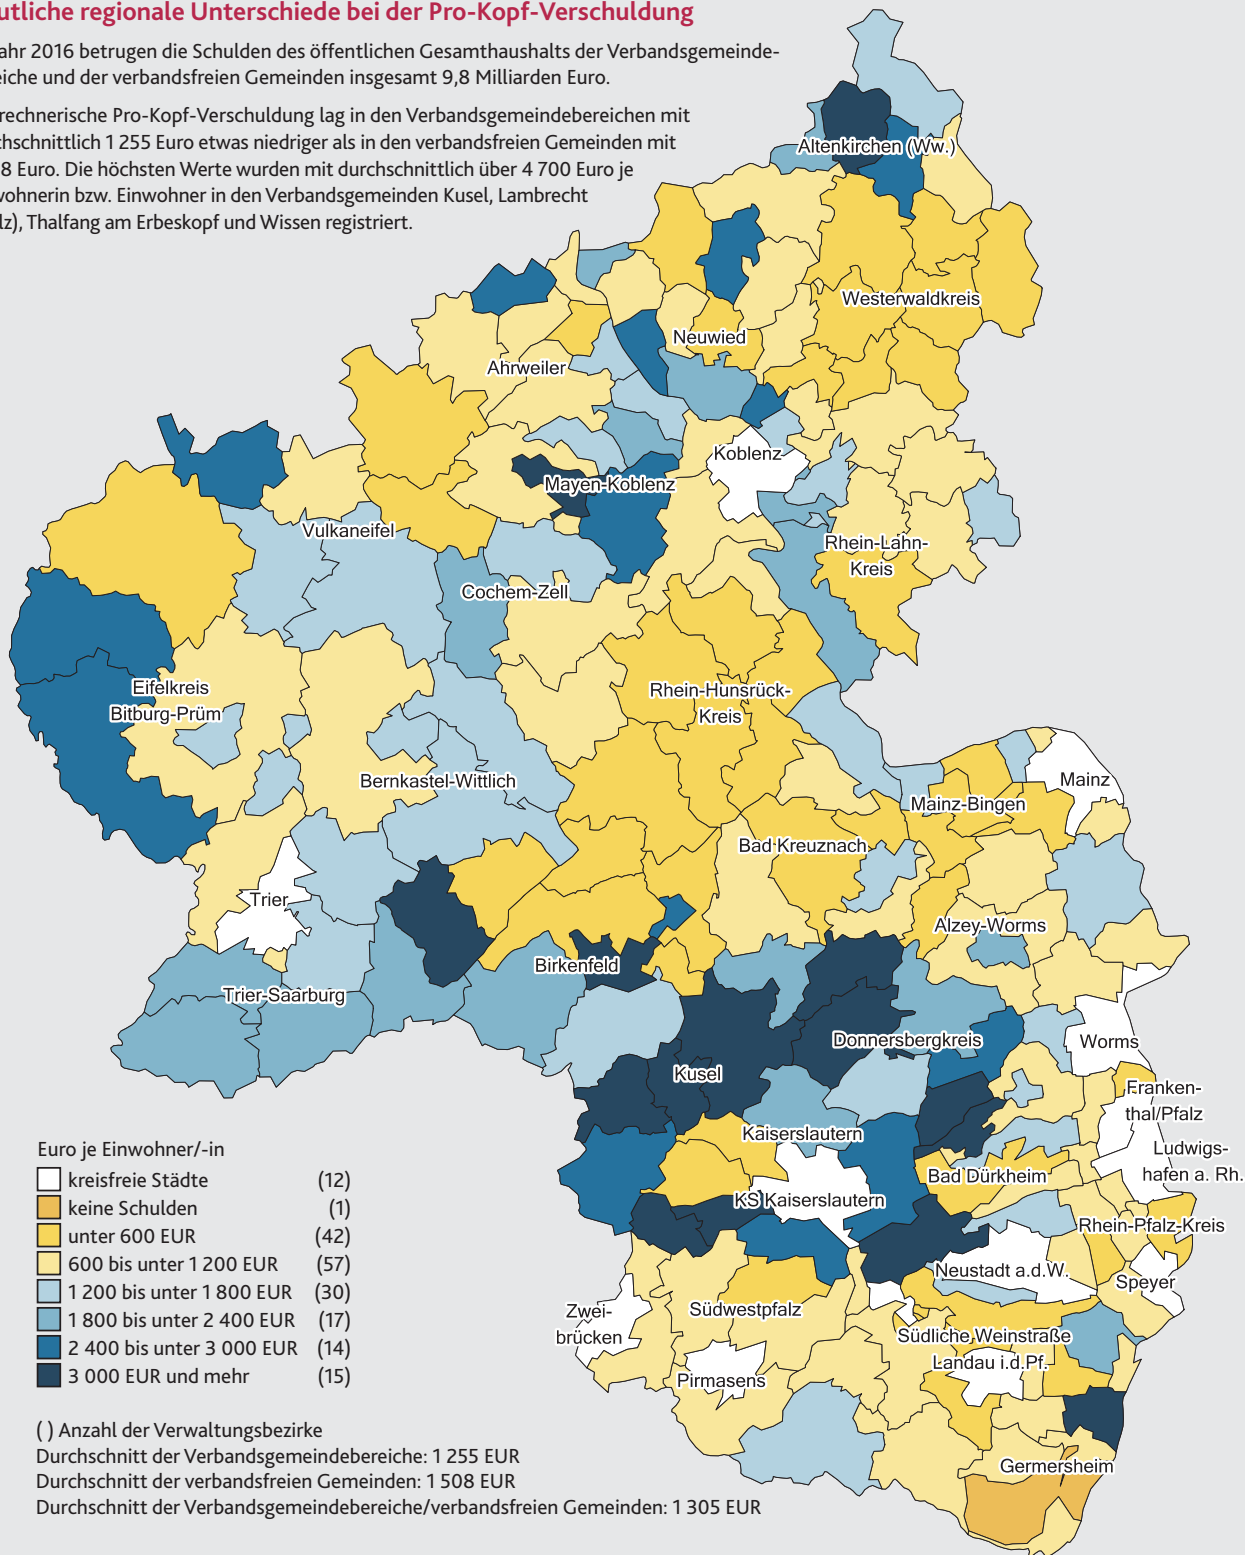 utliche regionale Unterschiede bei der Pro-Kopf-Verschuldung
ahr 2016 betrugen die Schulden des öffentlichen Gesamthaushalts der Verbandsgemeinde-
eiche und der verbandsfreien Gemeinden insgesamt 9,8 Milliarden Euro.
rechnerische Pro-Kopf-Verschuldung lag in den Verbandsgemeindebereichen mit
chschnittlich 1 255 Euro etwas niedriger als in den verbandsfreien Gemeinden mit
8 Euro. Die höchsten Werte wurden mit durchschnittlich über 4 700 Euro je
wohnerin bzw. Einwohner in den Verbandsgemeinden Kusel, Lambrecht
lz), Thalfang am Erbeskopf und Wissen registriert.
Altenkirchen (Ww.)
Westerwaldkreis
Neuwied
Ahrweiler
Koblenz
Mayen-Koblenz
Vulkaneifel
Rhein-Lahn-
Kreis
Cochem-Zell
Eifelkreis
Bitburg-Prüm
Rhein-Hunsrück-
Kreis
Bernkastel-Wittlich
Mainz
Mainz-Bingen
Bad Kreuznach
Trier
Alzey-Worms
Birkenfeld
Trier-Saarburg
Donnersbergkreis
Worms
Kusel
Franken-
thal/Pfalz
Kaiserslautern
Ludwigs-
hafen a. Rh.
Bad Dürkheim
KS Kaiserslautern
Rhein-Pfalz-Kreis
Neustadt a.d.W.
Speyer
Zwei-
brücken
Südwestpfalz
Südliche Weinstraße
Landau i.d.Pf.
Pirmasens
Germersheim
Euro je Einwohner/-in
kreisfreie Städte (12)
keine Schulden (1)
unter 600 EUR (42)
600 bis unter 1 200 EUR (57)
1 200 bis unter 1 800 EUR (30)
1 800 bis unter 2 400 EUR (17)
2 400 bis unter 3 000 EUR (14)
3 000 EUR und mehr (15)
( ) Anzahl der Verwaltungsbezirke
Durchschnitt der Verbandsgemeindebereiche: 1 255 EUR
Durchschnitt der verbandsfreien Gemeinden: 1 508 EUR
Durchschnitt der Verbandsgemeindebereiche/verbandsfreien Gemeinden: 1 305 EUR